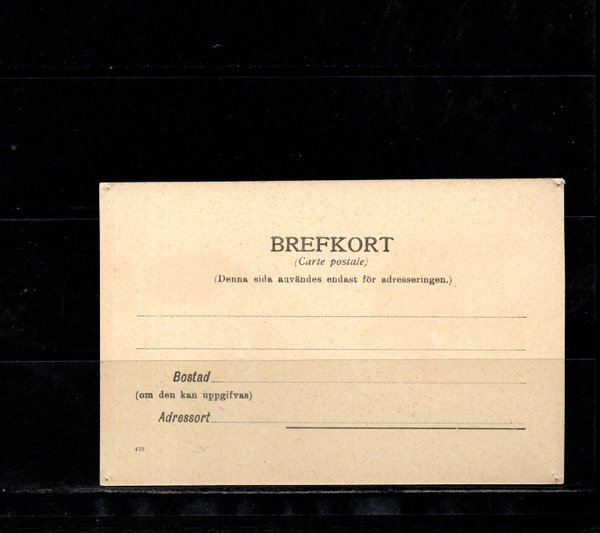 BREFKORT
(Carte postale)
(Denna sida användes endast för adresseringen.)
Bostad
(om den kan uppgifvas)
Adressort
418